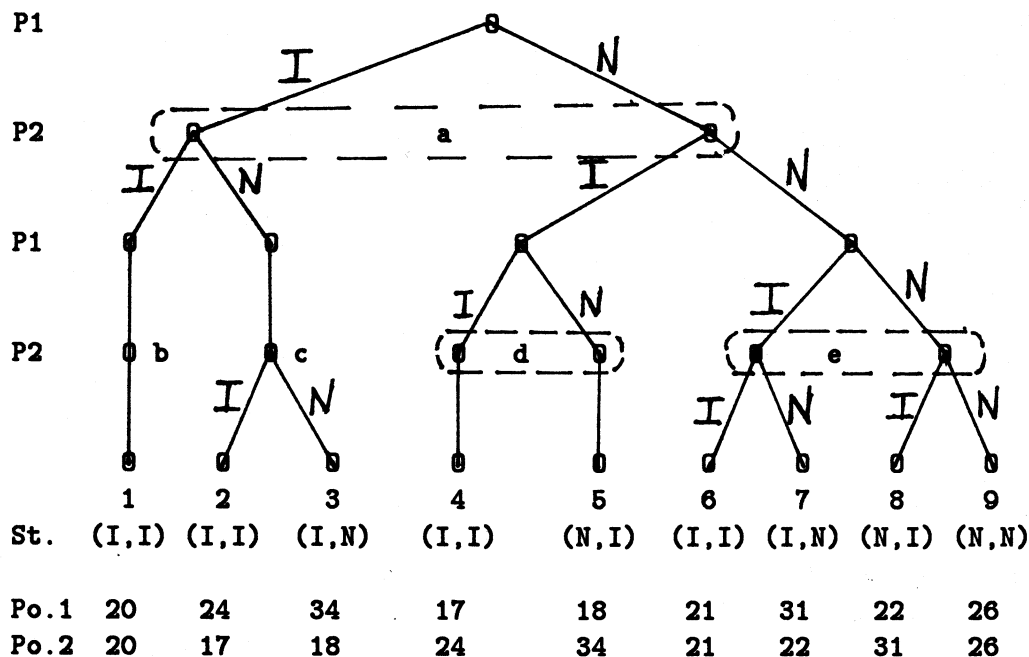 P1
I N
P2 a
I N I N
P1
I N I N
P2 b c d e
I N I N I N
1 2 3 4 5 6 7 8 9
St. (I,I) (I,I) (I,N) (I,I) (N,I) (I,I) (I,N) (N,I) (N,N)
Po.1 20 24 34 17 18 21 31 22 26
Po.2 20 17 18 24 34 21 22 31 26